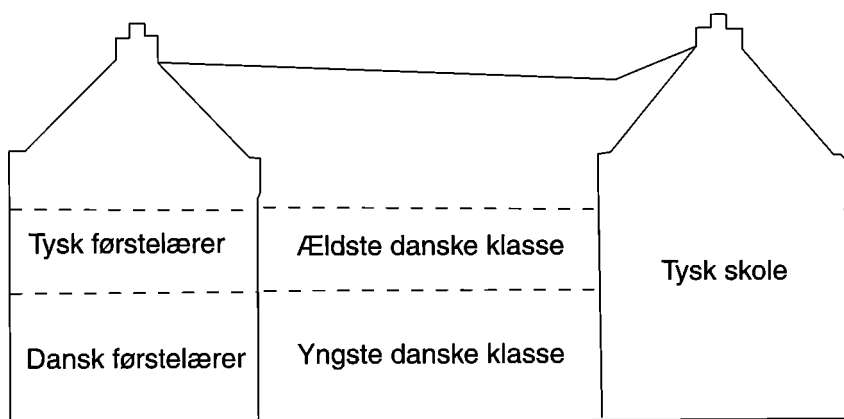 Tysk førstelærer
Ældste danske klasse
Tysk skole
Dansk førstelærer
Yngste danske klasse